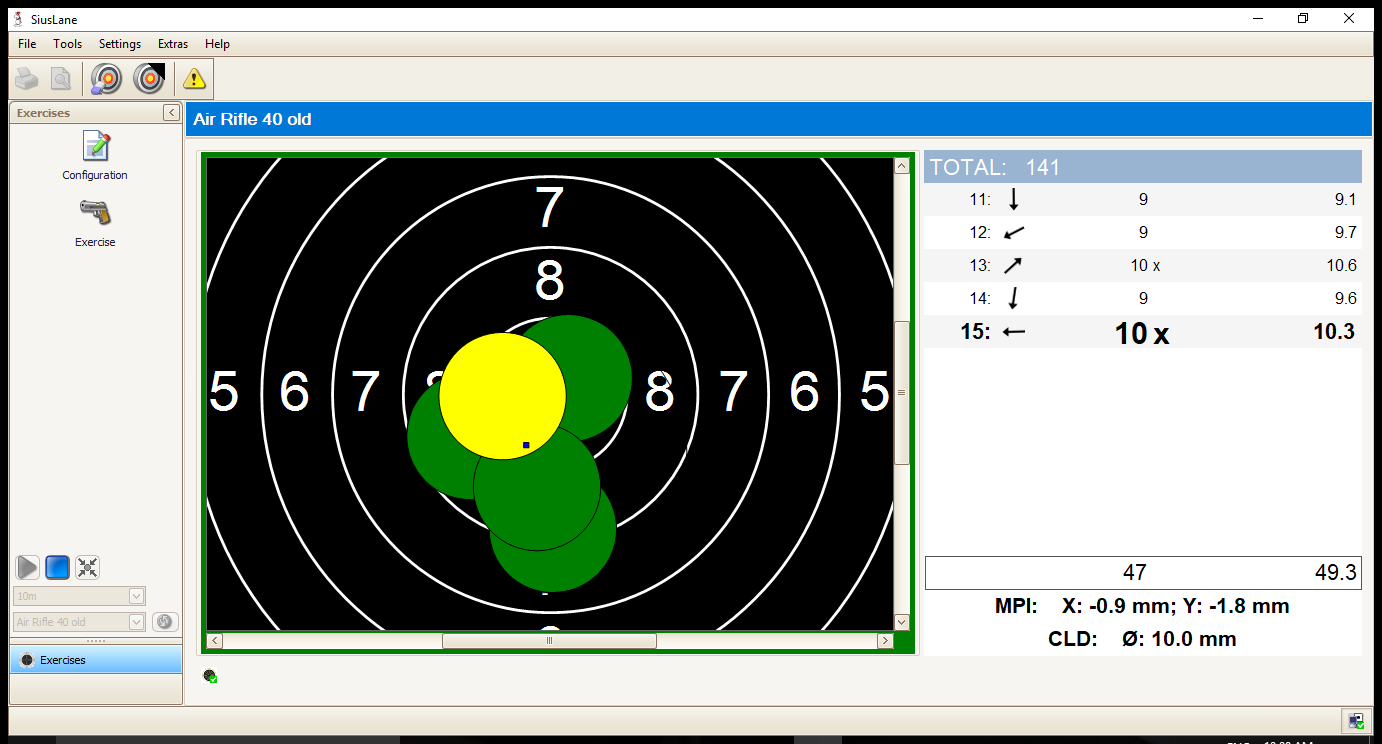 SiusLane
File Tools Settings Extras Help
Exercises
Configuration
Exercise
10m
Air Rifle 40 old
Exercises
Air Rifle 40 old
7
8
5 6 7 8 7 6 5
TOTAL: 141
11: 9 9.1
12: 9 9.7
13: 10 x 10.6
14: 9 9.6
15: 10 x 10.3
47 49.3
MPI: X: -0.9 mm; Y: -1.8 mm
CLD: Ø: 10.0 mm